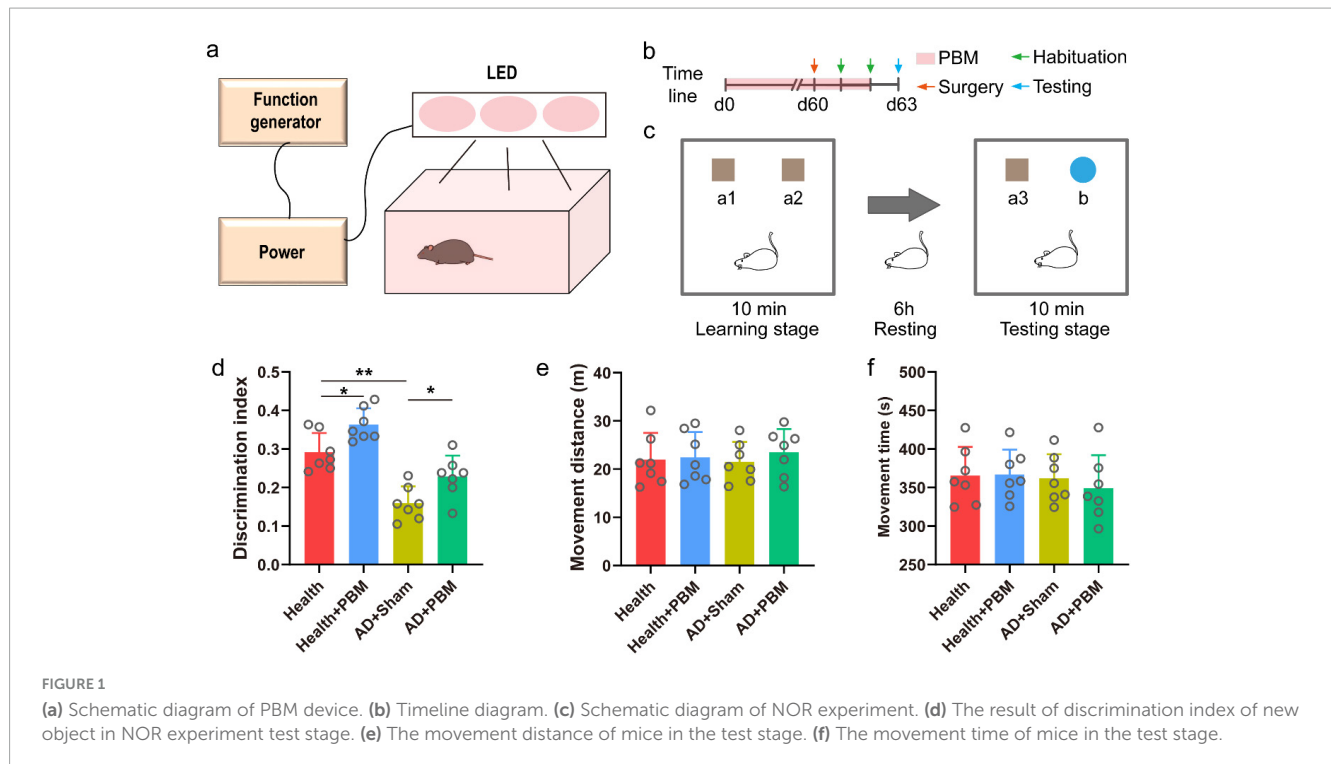 a
Function
generator
Power
LED
b
Time
line
d0
d60
d63
PBM
Habituation
Surgery
Testing
c
a1
a2
a3
b
10 min
Learning stage
6h
Resting
10 min
Testing stage
d
Discrimination index
0.5
0.4
0.3
0.2
0.1
0.0
**
*
*
Health
Health+PBM
AD+Sham
AD+PBM
e
Movement distance (m)
40
30
20
10
0
Health
Health+PBM
AD+Sham
AD+PBM
f
Movement time (s)
500
450
400
350
300
250
Health
Health+PBM
AD+Sham
AD+PBM
FIGURE 1
(a) Schematic diagram of PBM device. (b) Timeline diagram. (c) Schematic diagram of NOR experiment. (d) The result of discrimination index of new
object in NOR experiment test stage. (e) The movement distance of mice in the test stage. (f) The movement time of mice in the test stage.